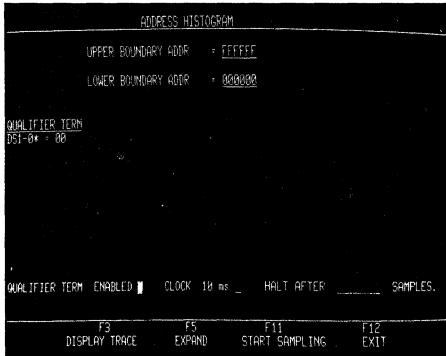 ADDRESS HISTOGRAM
UPPER BOUNDARY ADDR = FFFFFF
LOWER BOUNDARY ADDR = 000000
QUALIFIER TERM
DS1-0* = 00
QUALIFIER TERM ENABLED CLOCK 10 ms _ HALT AFTER ______ SAMPLES.
F3 F5 F11 F12
DISPLAY TRACE EXPAND START SAMPLING EXIT